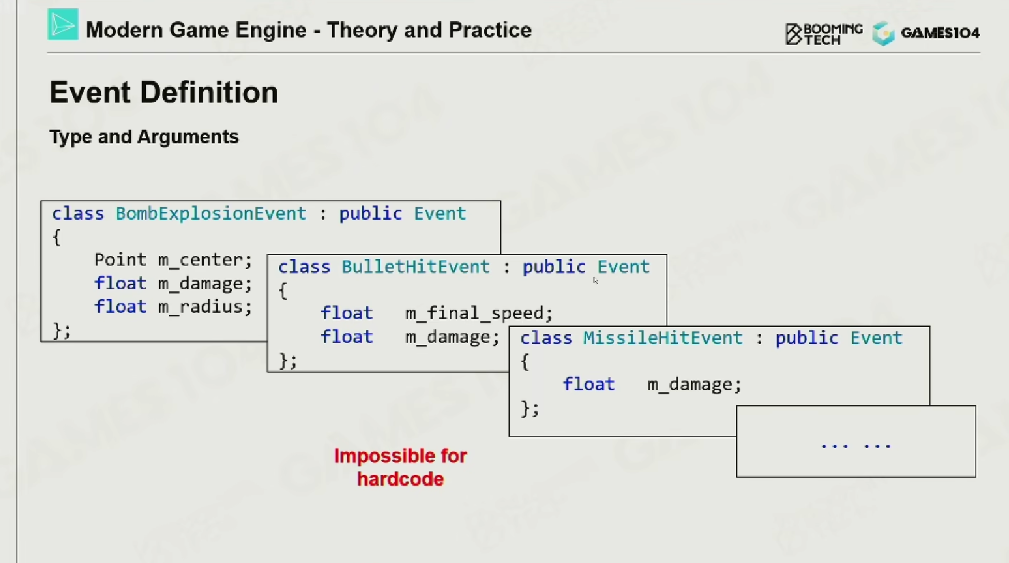 Modern Game Engine - Theory and Practice
BOOMING
TECH
GAMES104
Event Definition
Type and Arguments
class BombExplosionEvent : public Event
{
Point m_center;
float m_damage;
float m_radius;
};
class BulletHitEvent : public Event
{
float m_final_speed;
float m_damage;
};
class MissileHitEvent : public Event
{
float m_damage;
};
... ...
Impossible for
hardcode